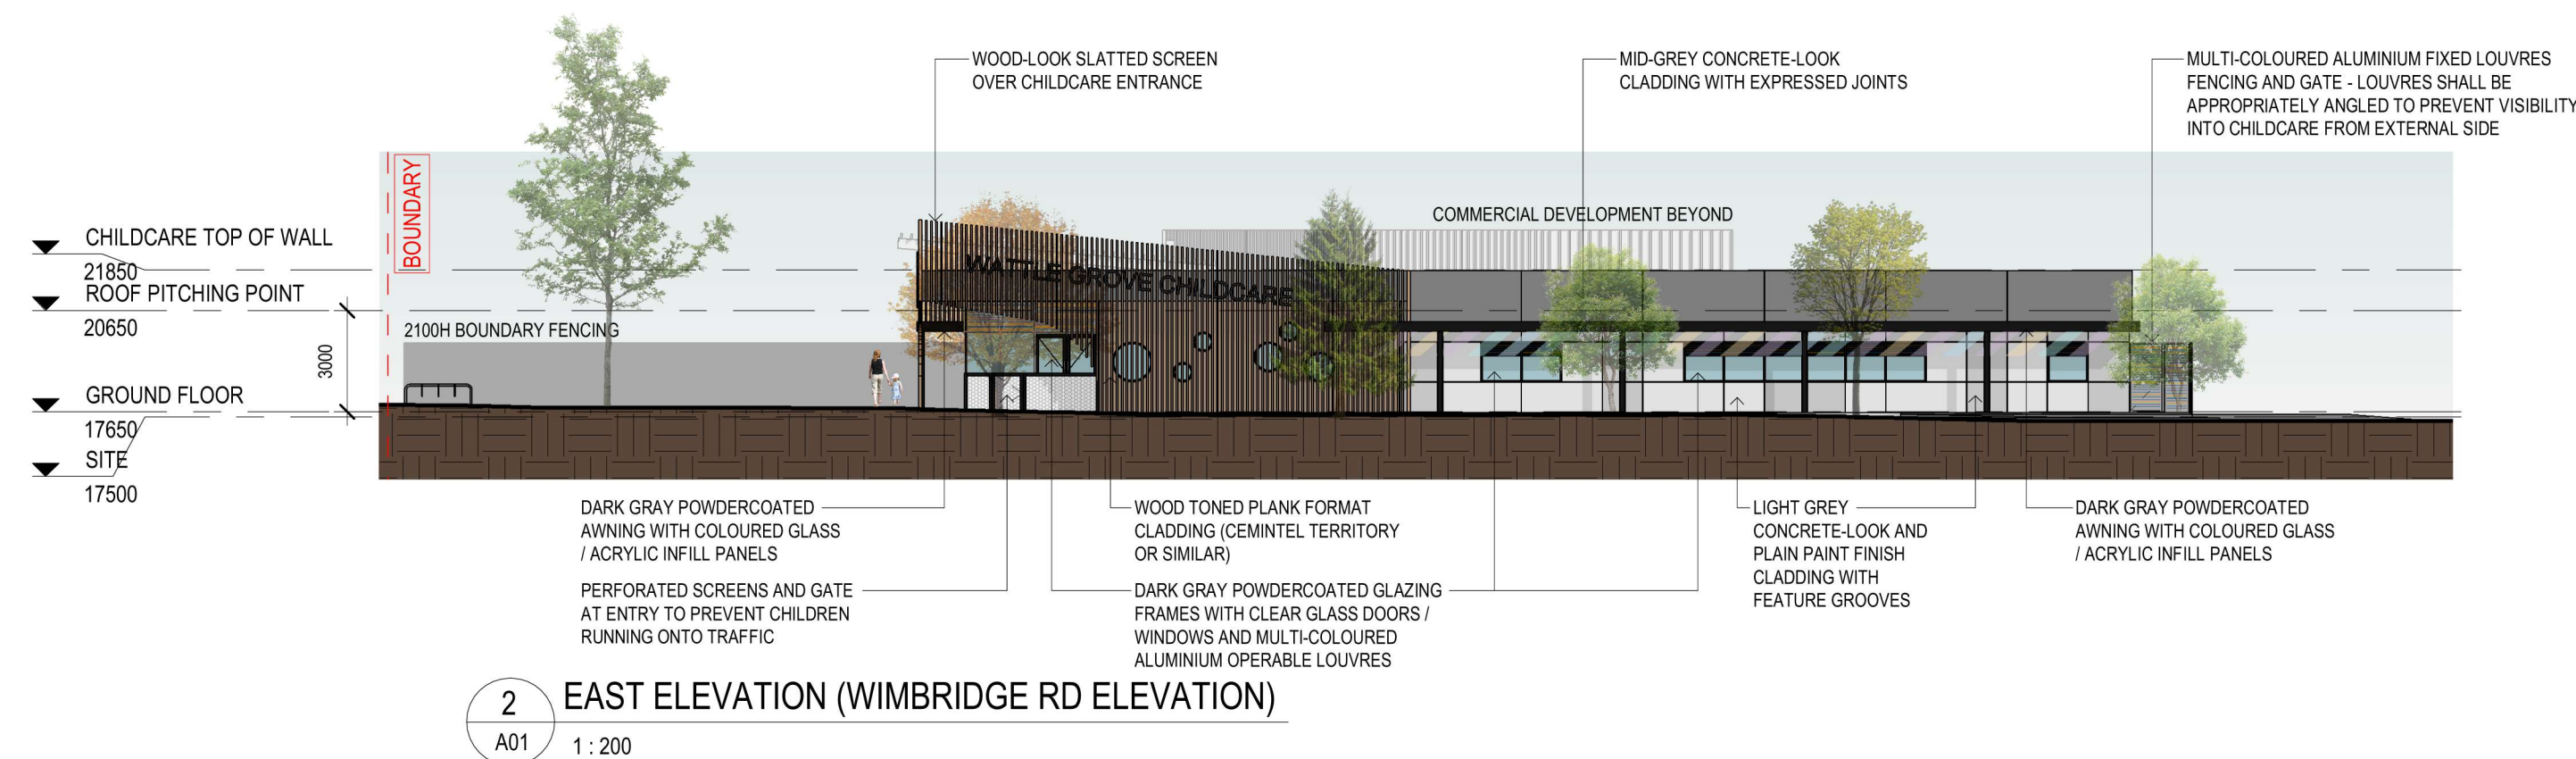 WOOD-LOOK SLATTED SCREEN
OVER CHILDCARE ENTRANCE
MID-GREY CONCRETE-LOOK
CLADDING WITH EXPRESSED JOINTS
MULTI-COLOURED ALUMINIUM FIXED LOUVRES
FENCING AND GATE - LOUVRES SHALL BE
APPROPRIATELY ANGLED TO PREVENT VISIBILITY
INTO CHILDCARE FROM EXTERNAL SIDE
BOUNDARY
COMMERCIAL DEVELOPMENT BEYOND
CHILDCARE TOP OF WALL
21850
ROOF PITCHING POINT
20650
3000
GROUND FLOOR
17650
SITE
17500
2100H BOUNDARY FENCING
WATTLE GROVE CHILDCARE
DARK GRAY POWDERCOATED
AWNING WITH COLOURED GLASS
/ ACRYLIC INFILL PANELS
PERFORATED SCREENS AND GATE
AT ENTRY TO PREVENT CHILDREN
RUNNING ONTO TRAFFIC
WOOD TONED PLANK FORMAT
CLADDING (CEMINTEL TERRITORY
OR SIMILAR)
DARK GRAY POWDERCOATED GLAZING
FRAMES WITH CLEAR GLASS DOORS /
WINDOWS AND MULTI-COLOURED
ALUMINIUM OPERABLE LOUVRES
LIGHT GREY
CONCRETE-LOOK AND
PLAIN PAINT FINISH
CLADDING WITH
FEATURE GROOVES
DARK GRAY POWDERCOATED
AWNING WITH COLOURED GLASS
/ ACRYLIC INFILL PANELS
2
A01
EAST ELEVATION (WIMBRIDGE RD ELEVATION)
1 : 200